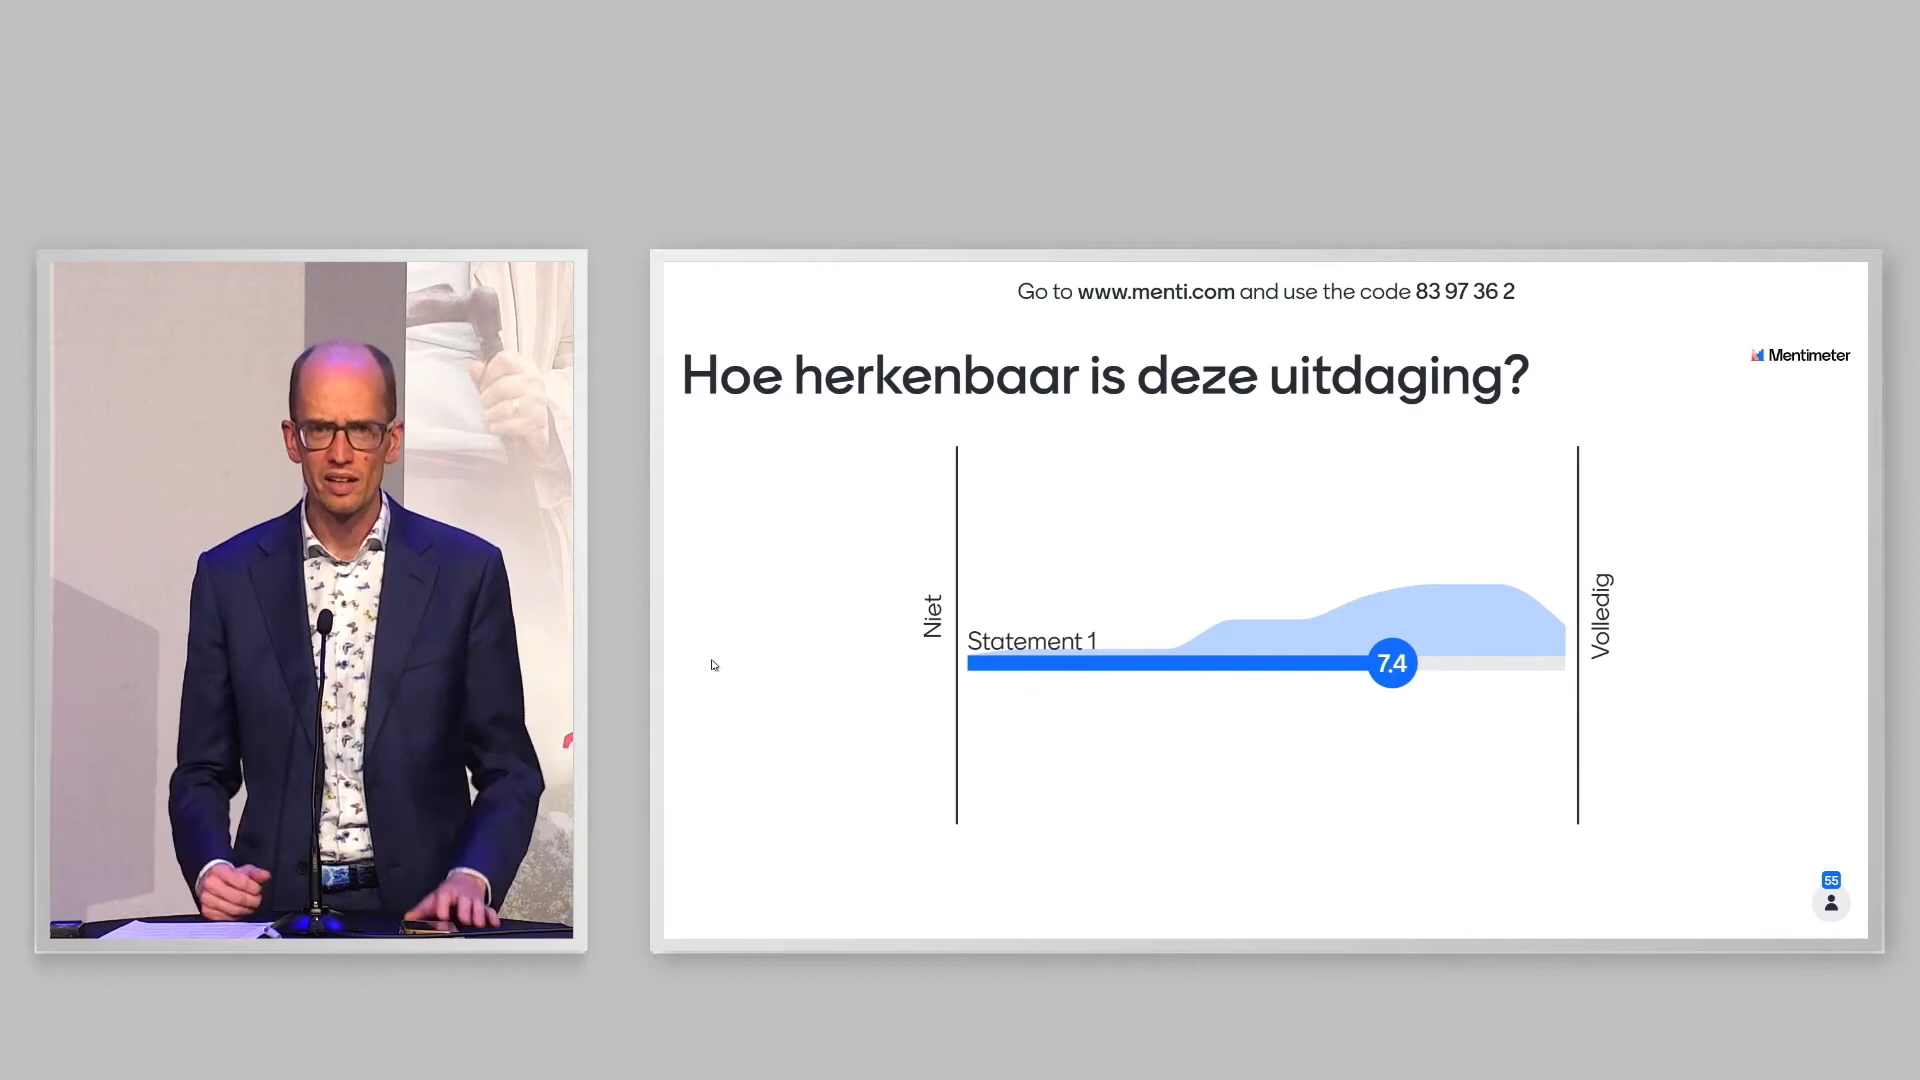 Go to www.menti.com and use the code 83 97 36 2
Hoe herkenbaar is deze uitdaging?
Mentimeter
Niet
Statement 1
7.4
Volledig
55